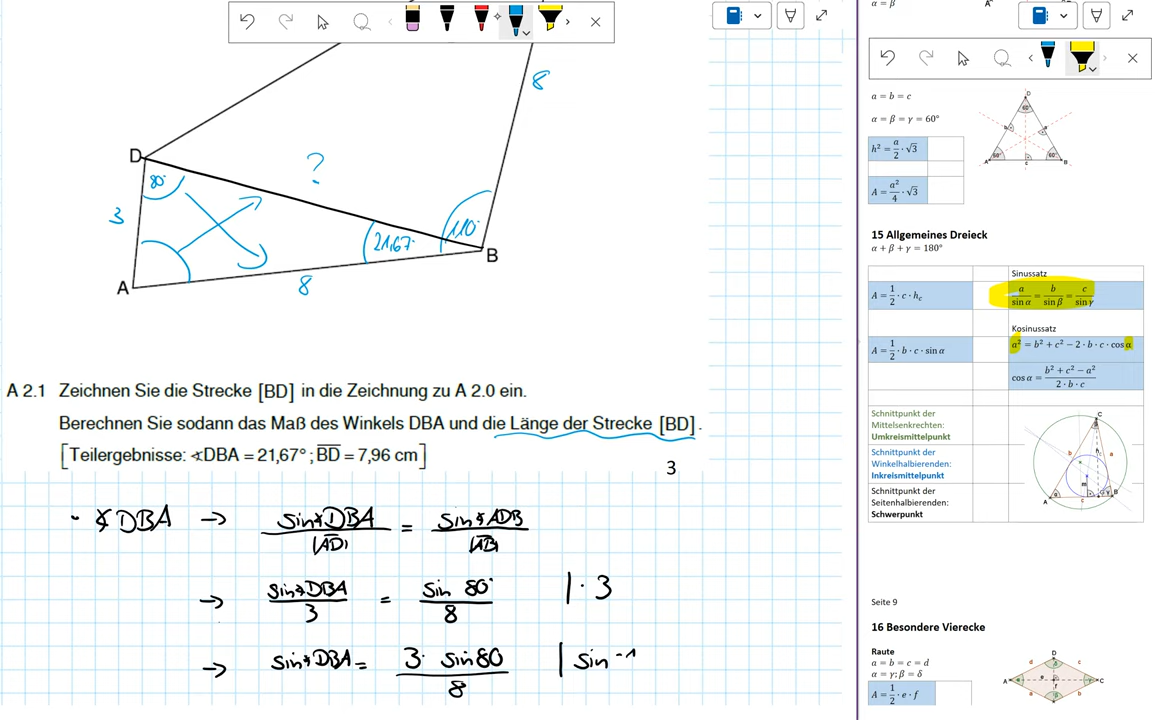 8
D
80°
?
3
21,67°
110°
B
A
8
A 2.1 Zeichnen Sie die Strecke [BD] in die Zeichnung zu A 2.0 ein.
Berechnen Sie sodann das Maß des Winkels DBA und die Länge der Strecke [BD].
[Teilergebnisse: ∢DBA = 21,67° ; BD = 7,96 cm]
3
· ∢DBA → sin∢DBA / |AD| = sin∢ADB / |AB|
→ sin∢DBA / 3 = sin 80° / 8 | · 3
→ sin∢DBA = 3 · sin80 / 8 | sin⁻¹
α = β
A
a = b = c
α = β = γ = 60°
D
60°
b
a
60°
60°
A
c
B
h² = a/2 · √3
A = a²/4 · √3
15 Allgemeines Dreieck
α + β + γ = 180°
Sinussatz
A = 1/2 · c · h꜀
a/sin α = b/sin β = c/sin γ
Kosinussatz
A = 1/2 · b · c · sin α
a² = b² + c² − 2 · b · c · cos α
cos α = (b² + c² − a²) / (2 · b · c)
Schnittpunkt der
Mittelsenkrechten:
Umkreismittelpunkt
Schnittpunkt der
Winkelhalbierenden:
Inkreismittelpunkt
Schnittpunkt der
Seitenhalbierenden:
Schwerpunkt
C
b
a
m
A
c
B
Seite 9
16 Besondere Vierecke
Raute
a = b = c = d
α = γ; β = δ
A = 1/2 · e · f
D
d
c
A
e
C
f
a
b